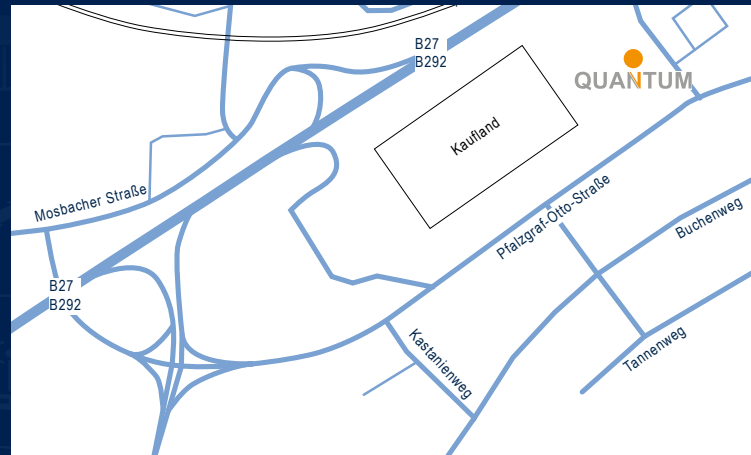 B27
B292
QUANTUM
Kaufland
Mosbacher Straße
Pfalzgraf-Otto-Straße
Buchenweg
B27
B292
Kastanienweg
Tannenweg